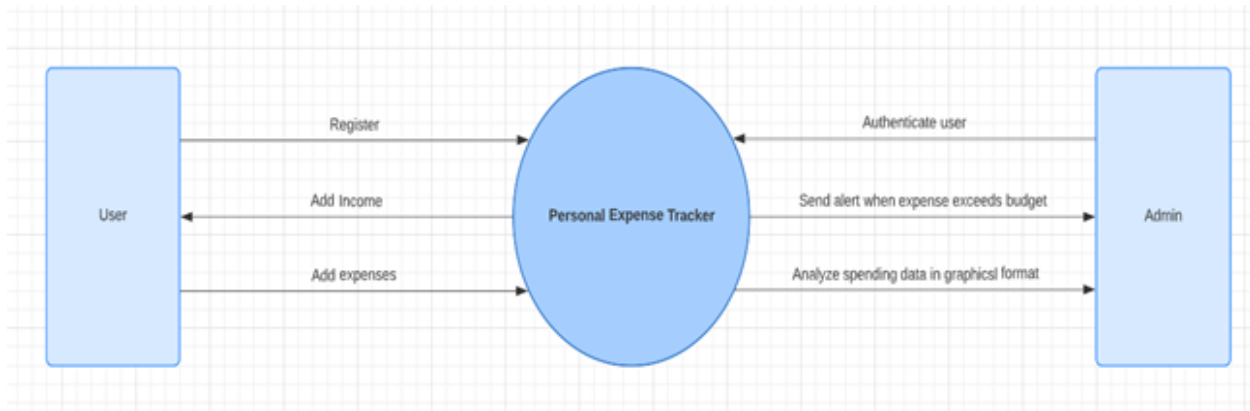 Register
Authenticate user
Add Income
Send alert when expense exceeds budget
User
Personal Expense Tracker
Admin
Add expenses
Analyze spending data in graphicsl format